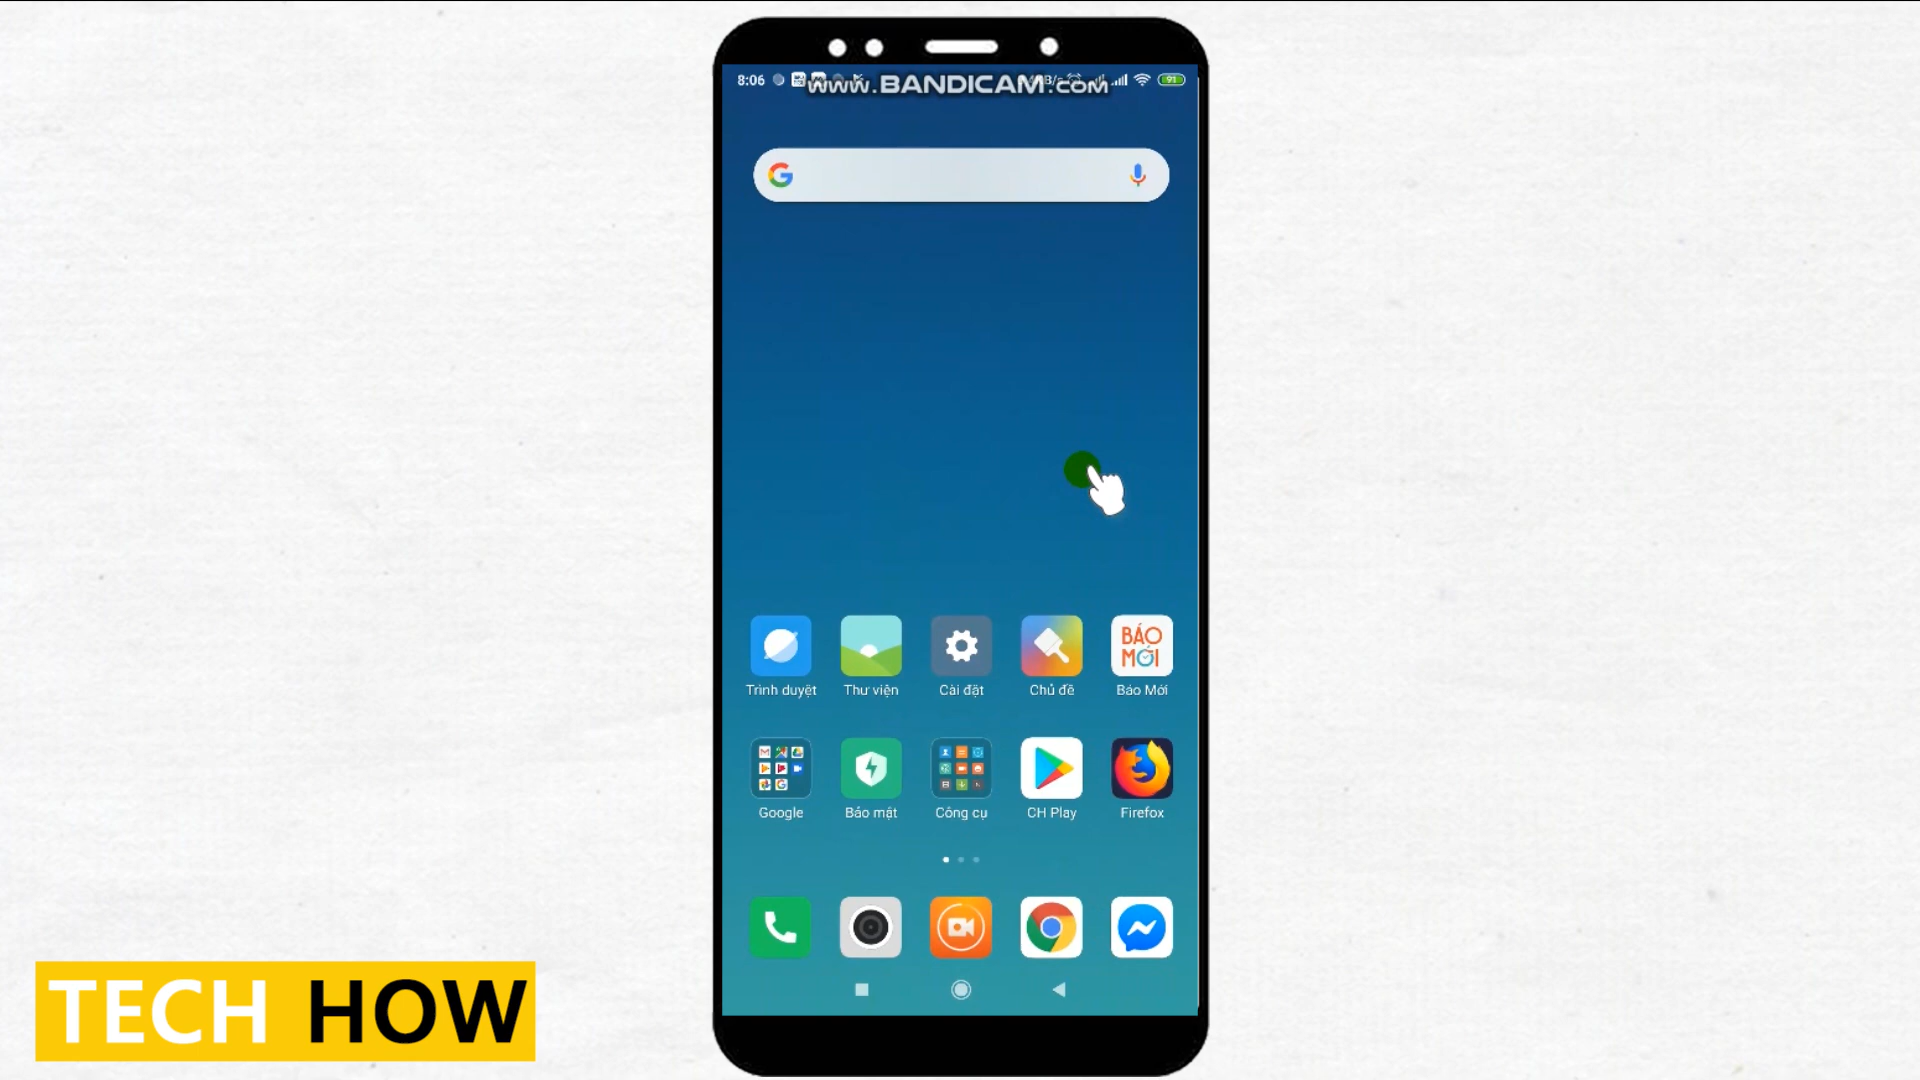 8:06
www.BANDICAM.com
91
Trình duyệt
Thư viện
Cài đặt
Chủ đề
Báo Mới
BÁO
MỚI
Google
Bảo mật
Công cụ
CH Play
Firefox
TECH HOW